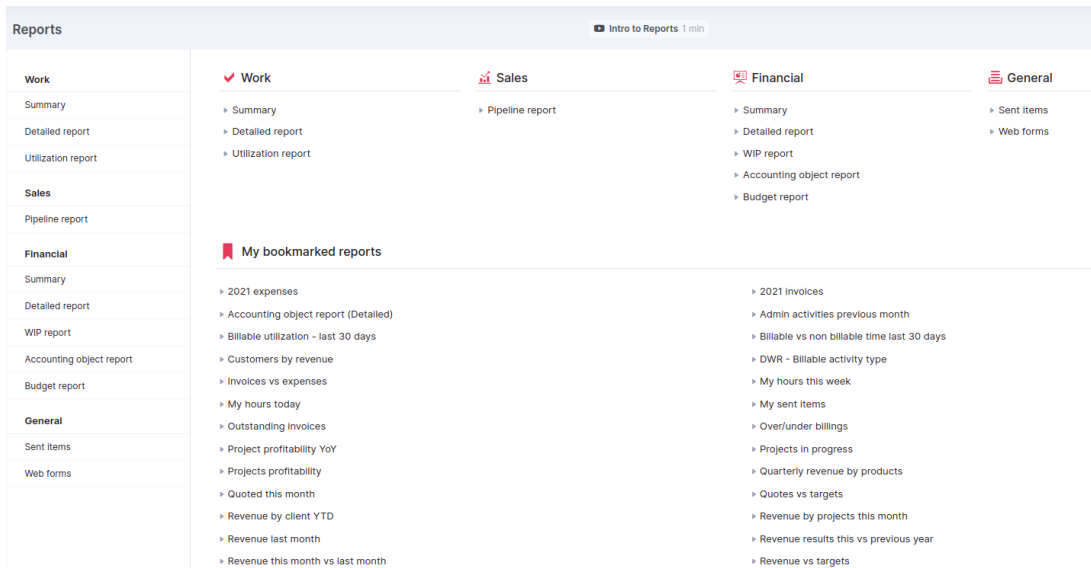 Reports
Intro to Reports 1 min
Work
Summary
Detailed report
Utilization report
Sales
Pipeline report
Financial
Summary
Detailed report
WIP report
Accounting object report
Budget report
General
Sent items
Web forms
Work
Summary
Detailed report
Utilization report
Sales
Pipeline report
Financial
Summary
Detailed report
WIP report
Accounting object report
Budget report
General
Sent items
Web forms
My bookmarked reports
2021 expenses
Accounting object report (Detailed)
Billable utilization - last 30 days
Customers by revenue
Invoices vs expenses
My hours today
Outstanding invoices
Project profitability YoY
Projects profitability
Quoted this month
Revenue by client YTD
Revenue last month
Revenue this month vs last month
2021 invoices
Admin activities previous month
Billable vs non billable time last 30 days
DWR - Billable activity type
My hours this week
My sent items
Over/under billings
Projects in progress
Quarterly revenue by products
Quotes vs targets
Revenue by projects this month
Revenue results this vs previous year
Revenue vs targets